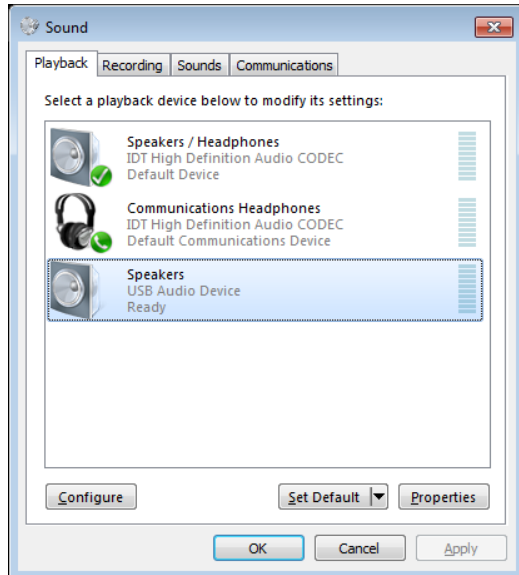 Sound
Playback Recording Sounds Communications
Select a playback device below to modify its settings:
Speakers / Headphones
IDT High Definition Audio CODEC
Default Device
Communications Headphones
IDT High Definition Audio CODEC
Default Communications Device
Speakers
USB Audio Device
Ready
Configure Set Default Properties
OK Cancel Apply